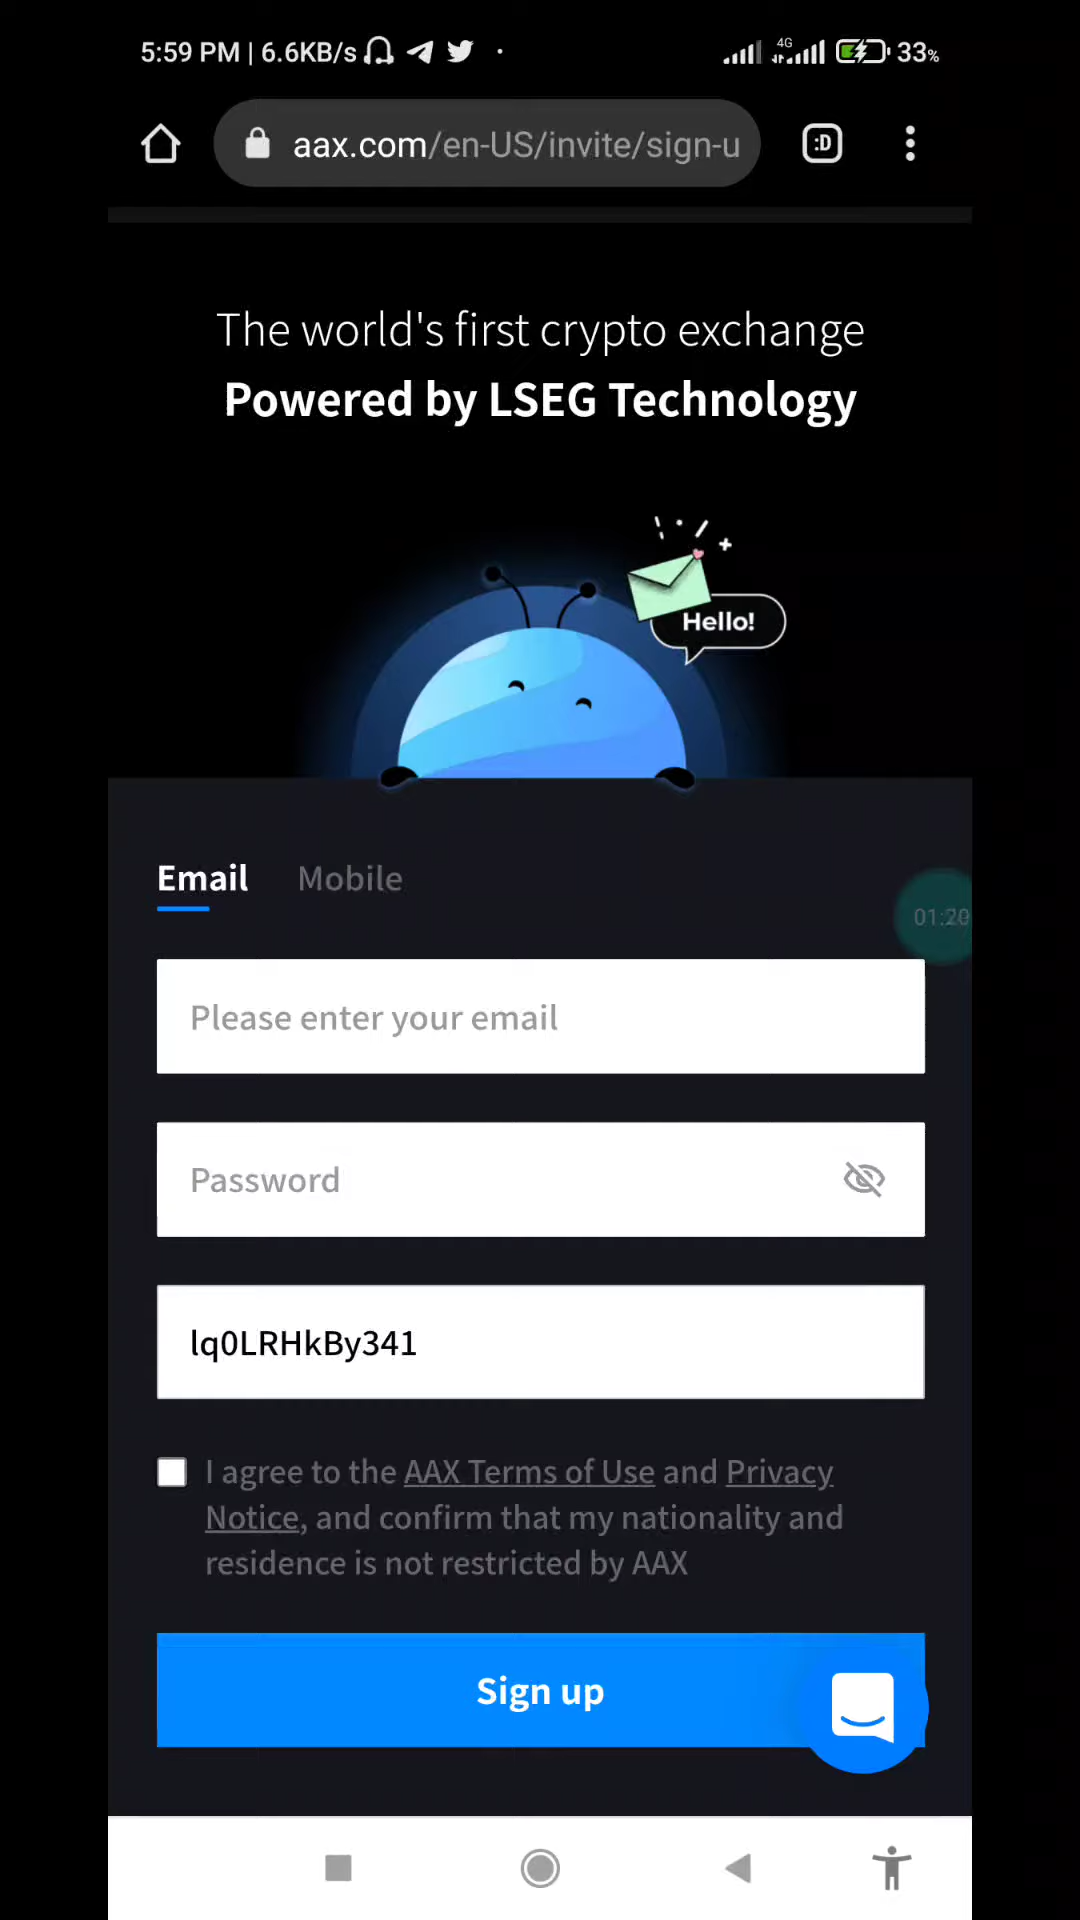 5:59 PM | 6.6KB/s
4G
33%
aax.com/en-US/invite/sign-u
:D
The world's first crypto exchange
Powered by LSEG Technology
Hello!
Email Mobile
01:20
Please enter your email
Password
lq0LRHkBy341
I agree to the AAX Terms of Use and Privacy
Notice, and confirm that my nationality and
residence is not restricted by AAX
Sign up